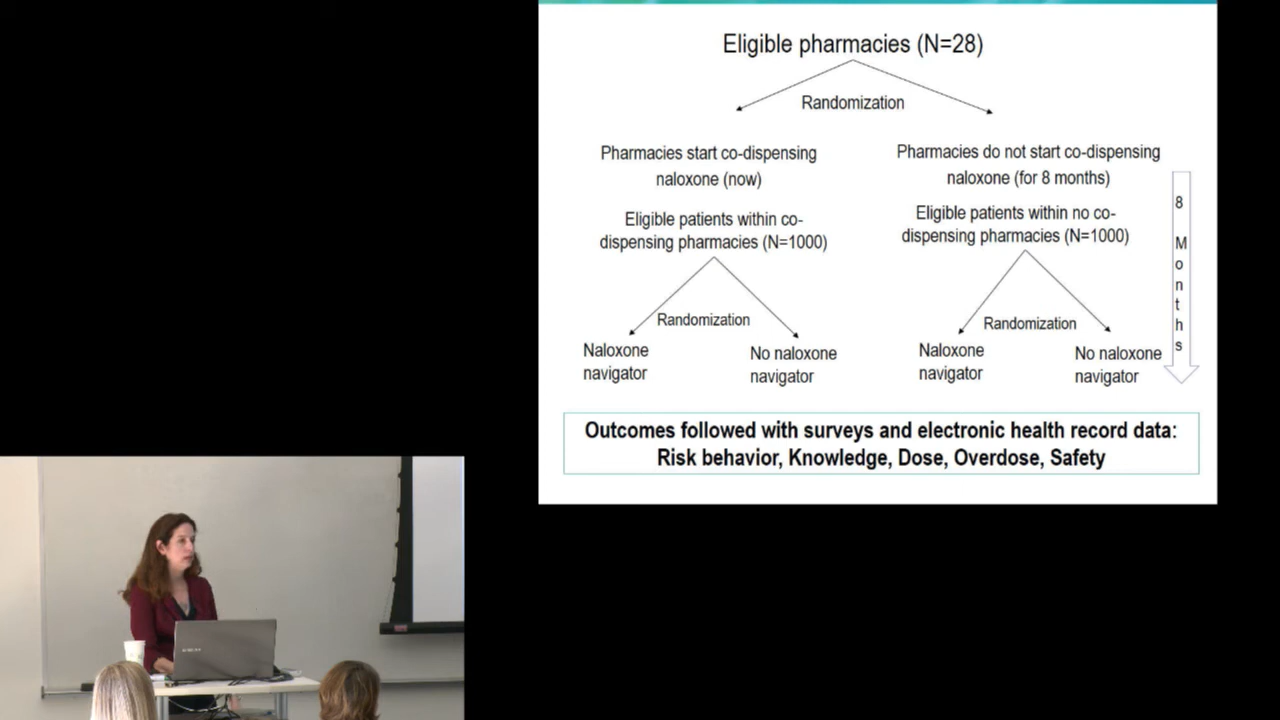 Eligible pharmacies (N=28)
Randomization
Pharmacies start co-dispensing
naloxone (now)
Pharmacies do not start co-dispensing
naloxone (for 8 months)
Eligible patients within co-
dispensing pharmacies (N=1000)
Eligible patients within no co-
dispensing pharmacies (N=1000)
8 Months
Randomization
Randomization
Naloxone
navigator
No naloxone
navigator
Naloxone
navigator
No naloxone
navigator
Outcomes followed with surveys and electronic health record data:
Risk behavior, Knowledge, Dose, Overdose, Safety